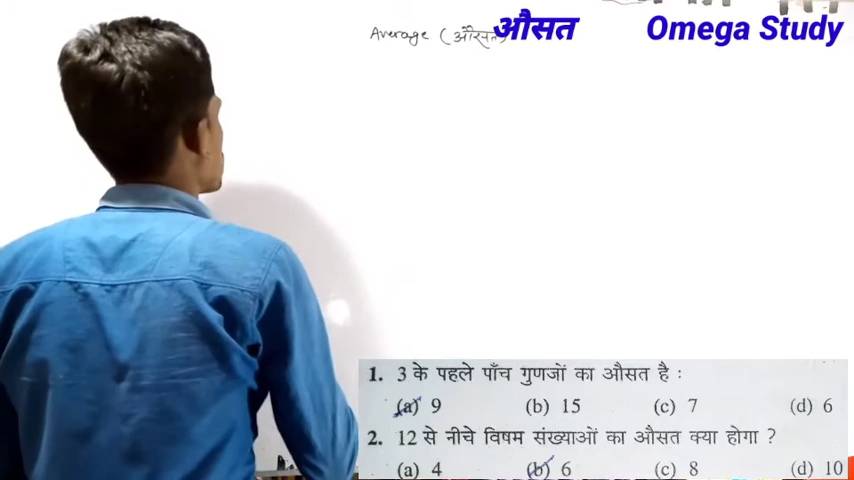 Average (औसत)
औसत
Omega Study
1. 3 के पहले पाँच गुणजों का औसत है :
(a) 9 (b) 15 (c) 7 (d) 6
2. 12 से नीचे विषम संख्याओं का औसत क्या होगा ?
(a) 4 (b) 6 (c) 8 (d) 10